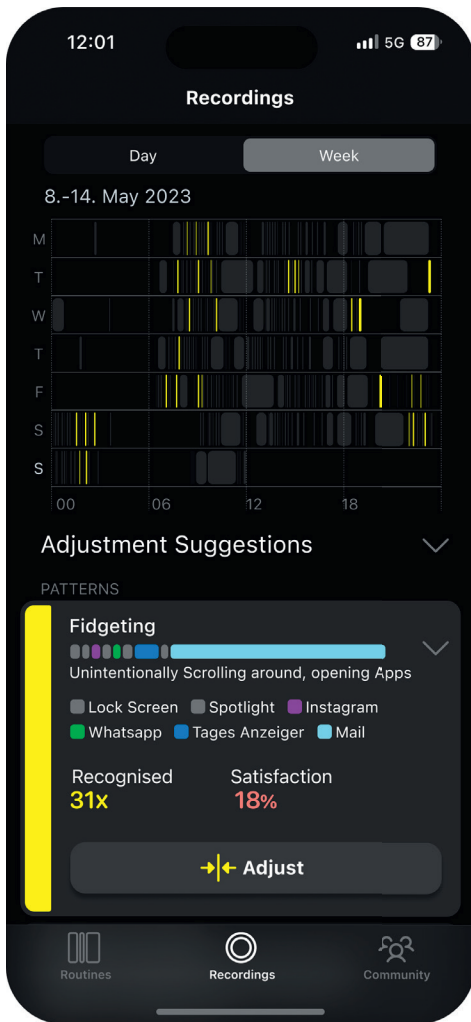 12:01 5G 87
Recordings
Day Week
8.-14. May 2023
M
T
W
T
F
S
S
00 06 12 18
Adjustment Suggestions
PATTERNS
Fidgeting
Unintentionally Scrolling around, opening Apps
Lock Screen Spotlight Instagram
Whatsapp Tages Anzeiger Mail
Recognised Satisfaction
31x 18%
Adjust
Routines Recordings Community